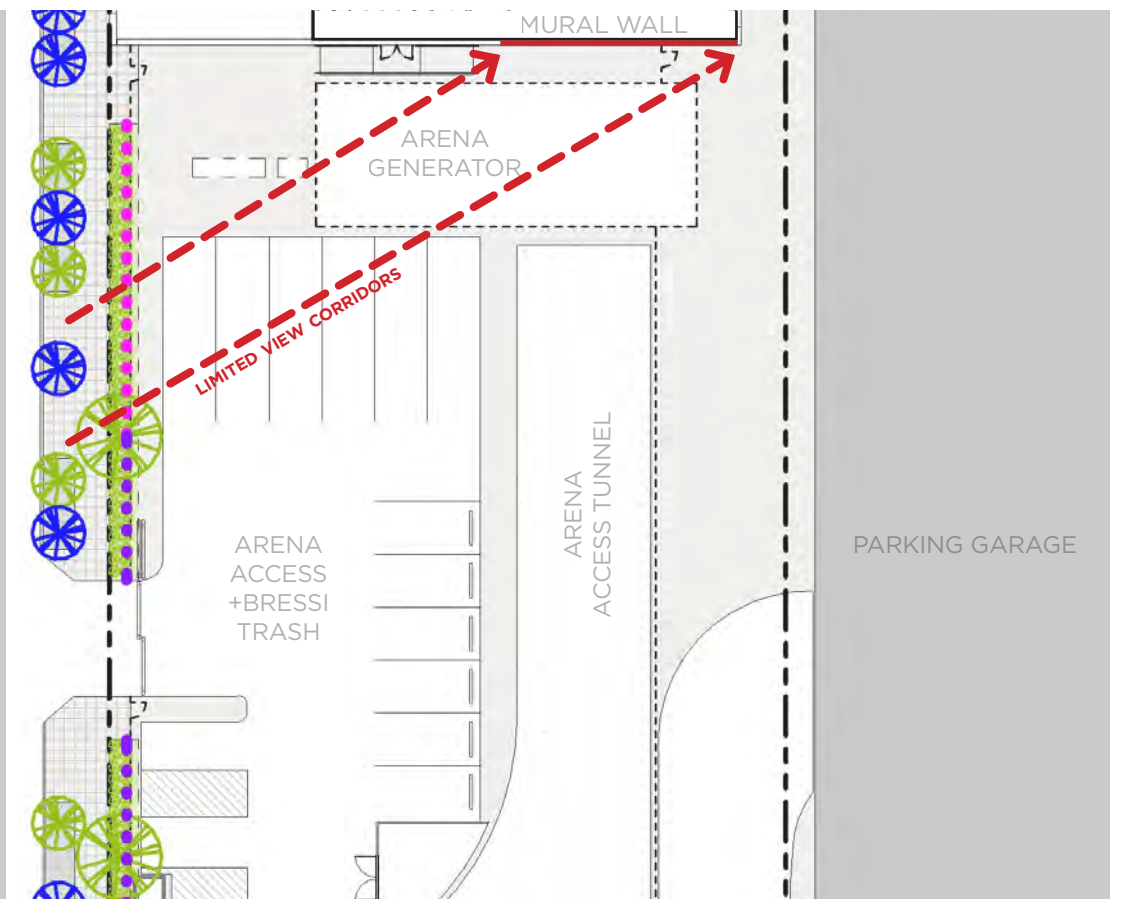 MURAL WALL
ARENA
GENERATOR
LIMITED VIEW CORRIDORS
ARENA
ACCESS TUNNEL
ARENA
ACCESS
+BRESSI
TRASH
PARKING GARAGE